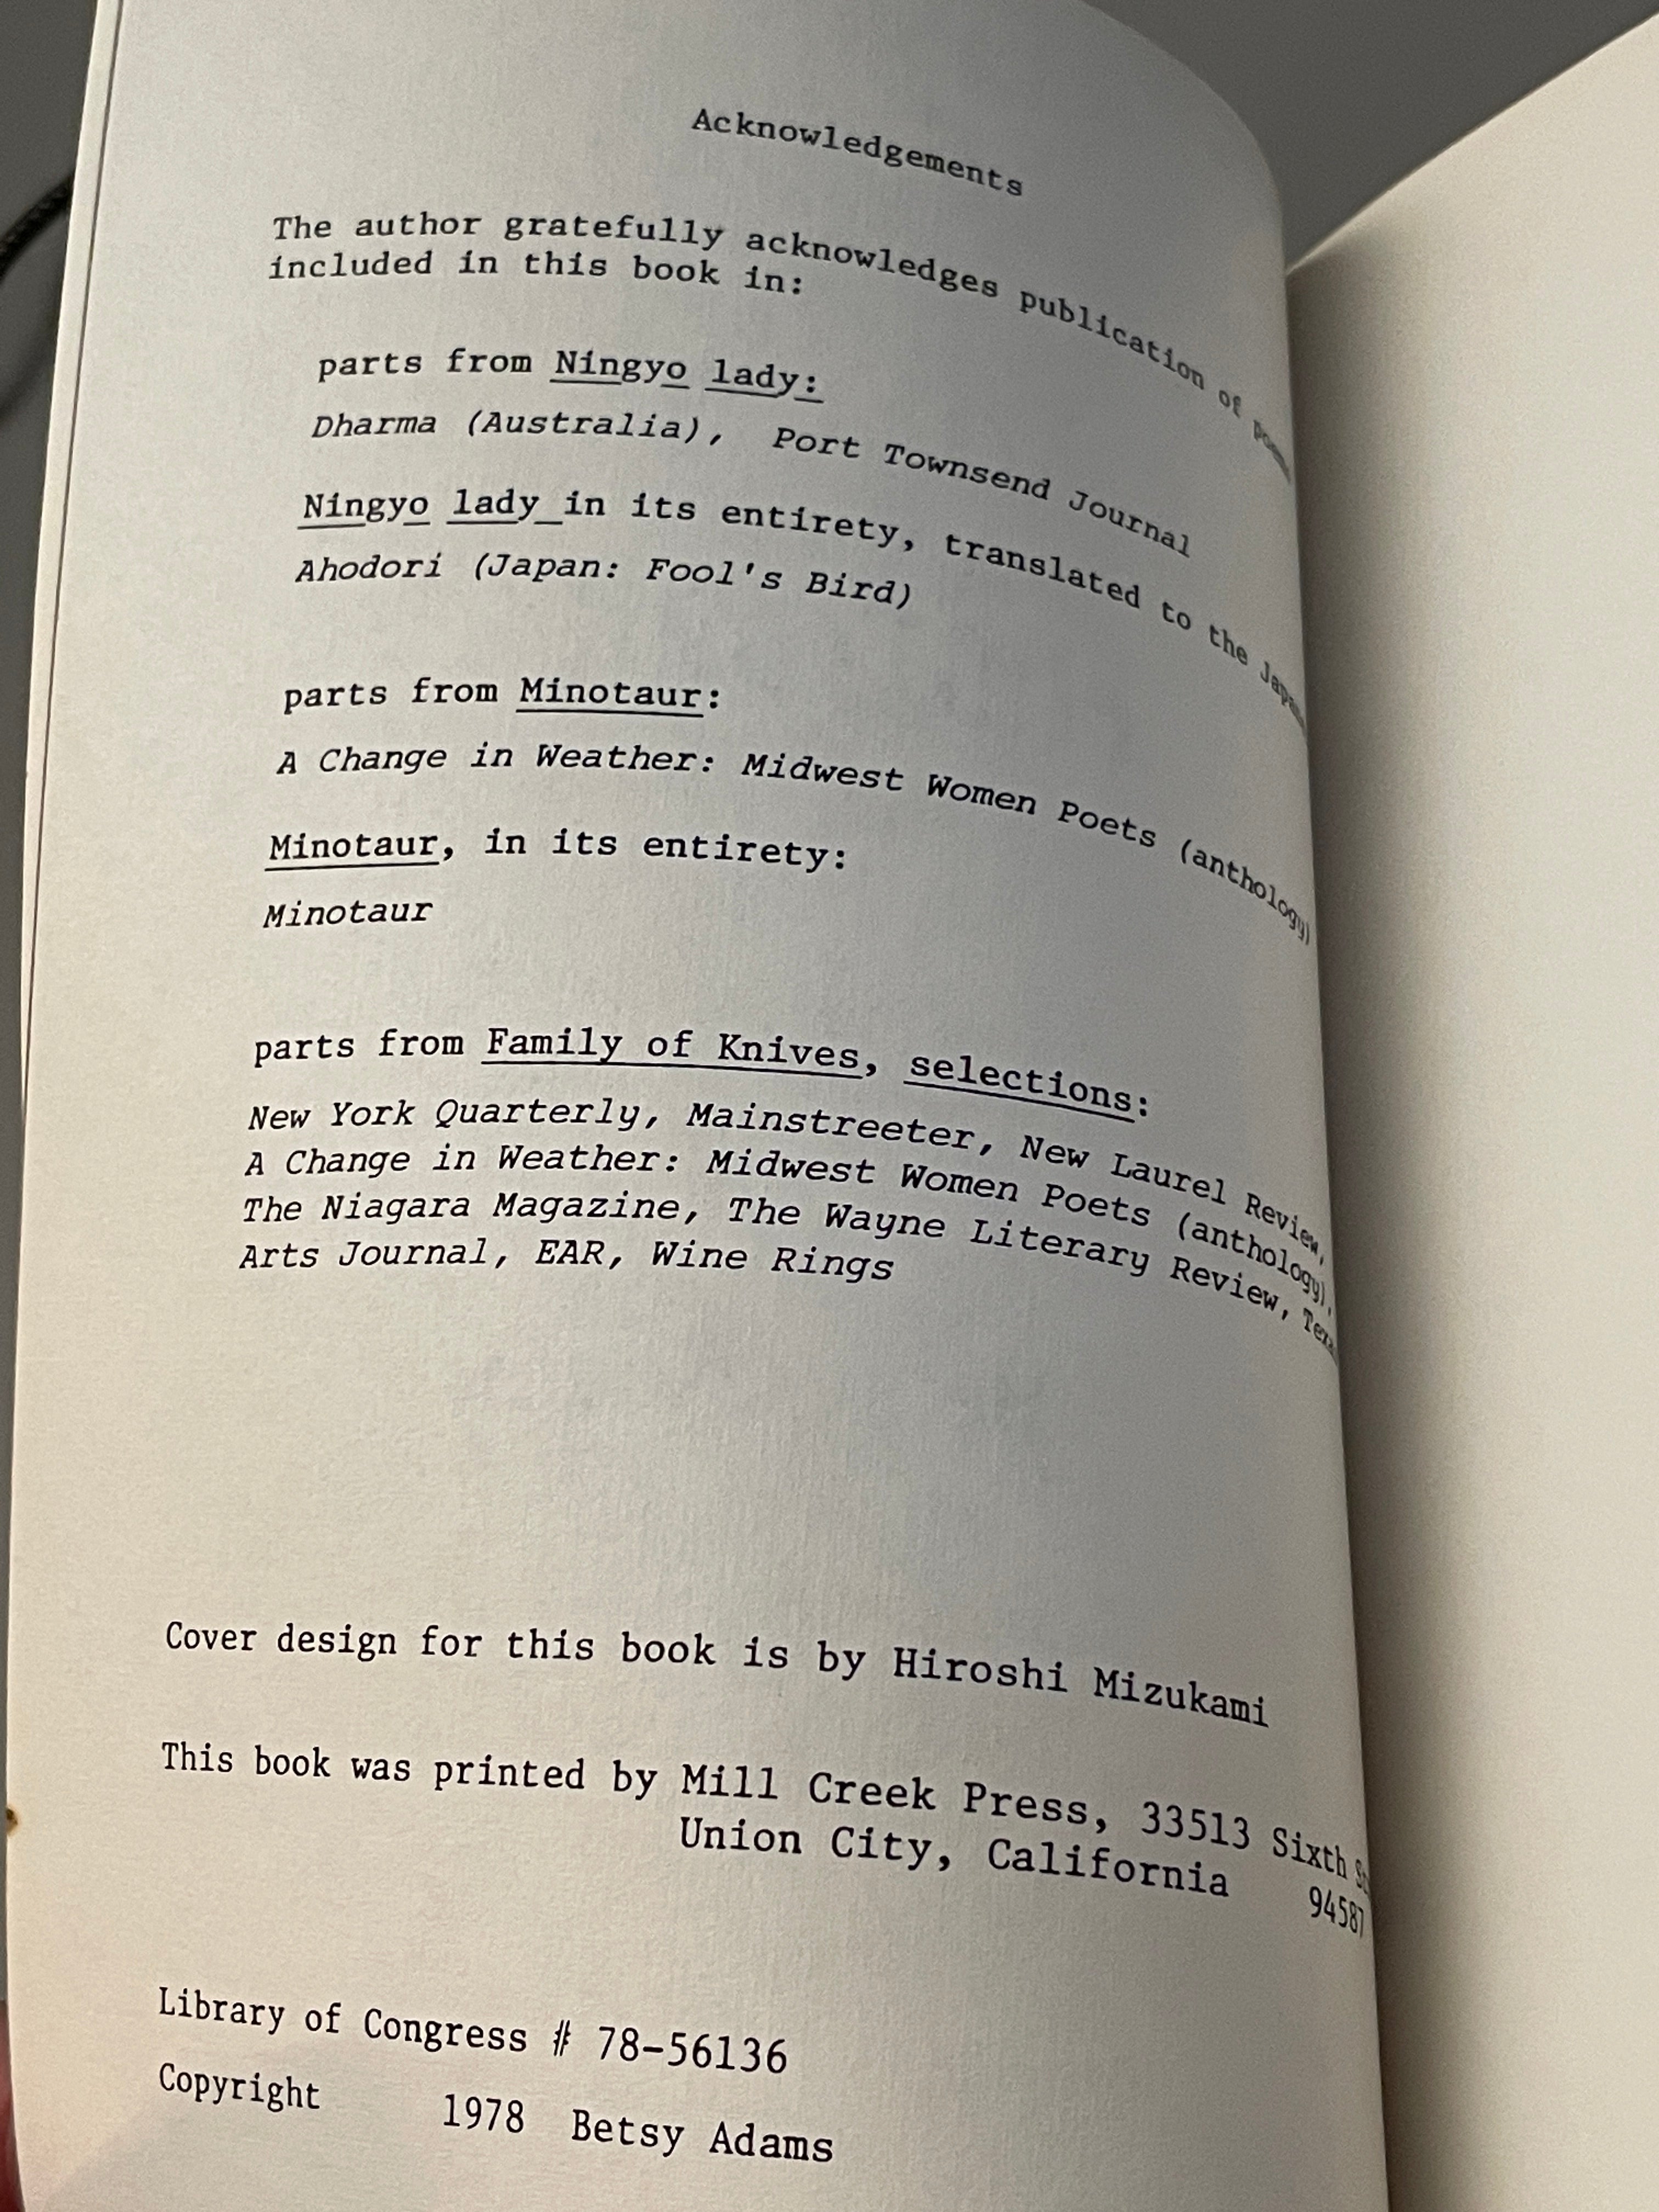 Acknowledgements
The author gratefully acknowledges publication of poems
included in this book in:
parts from Ningyo lady:
Dharma (Australia), Port Townsend Journal
Ningyo lady in its entirety, translated to the
Ahodori (Japan: Fool's Bird)
parts from Minotaur:
A Change in Weather: Midwest Women Poets (anthology)
Minotaur, in its entirety:
Minotaur
parts from Family of Knives, selections:
New York Quarterly, Mainstreeter, New Laurel Review,
A Change in Weather: Midwest Women Poets (anthology),
The Niagara Magazine, The Wayne Literary Review,
Arts Journal, EAR, Wine Rings
Cover design for this book is by Hiroshi Mizukami
This book was printed by Mill Creek Press, 33513 Sixth
Union City, California 94587
Library of Congress # 78-56136
Copyright 1978 Betsy Adams